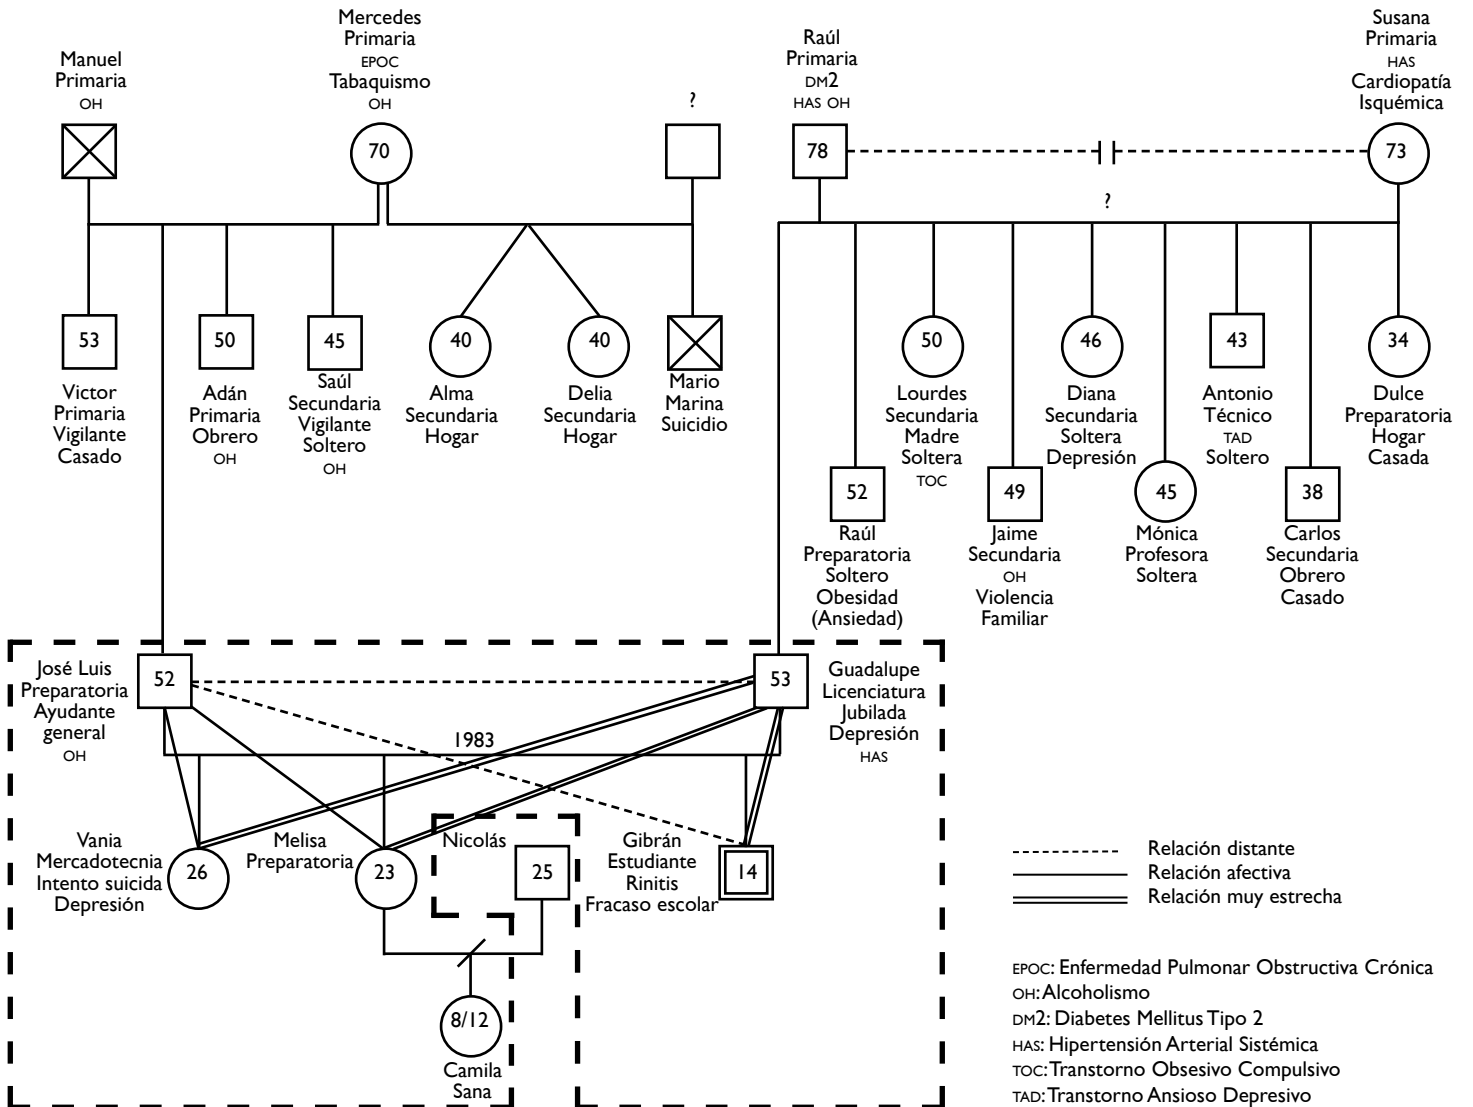 Manuel
Primaria
OH
Mercedes
Primaria
EPOC
Tabaquismo
OH
70
?
Raúl
Primaria
DM2
HAS OH
78
Susana
Primaria
HAS
Cardiopatía
Isquémica
73
?
53
Victor
Primaria
Vigilante
Casado
50
Adán
Primaria
Obrero
OH
45
Saúl
Secundaria
Vigilante
Soltero
OH
40
Alma
Secundaria
Hogar
40
Delia
Secundaria
Hogar
Mario
Marina
Suicidio
52
Raúl
Preparatoria
Soltero
Obesidad
(Ansiedad)
50
Lourdes
Secundaria
Madre
Soltera
TOC
49
Jaime
Secundaria
OH
Violencia
Familiar
46
Diana
Secundaria
Soltera
Depresión
45
Mónica
Profesora
Soltera
43
Antonio
Técnico
TAD
Soltero
38
Carlos
Secundaria
Obrero
Casado
34
Dulce
Preparatoria
Hogar
Casada
José Luis
Preparatoria
Ayudante
general
OH
52
53
Guadalupe
Licenciatura
Jubilada
Depresión
HAS
1983
Vania
Mercadotecnia
Intento suicida
Depresión
26
Melisa
Preparatoria
23
Nicolás
25
Gibrán
Estudiante
Rinitis
Fracaso escolar
14
8/12
Camila
Sana
Relación distante
Relación afectiva
Relación muy estrecha
EPOC: Enfermedad Pulmonar Obstructiva Crónica
OH: Alcoholismo
DM2: Diabetes Mellitus Tipo 2
HAS: Hipertensión Arterial Sistémica
TOC: Transtorno Obsesivo Compulsivo
TAD: Transtorno Ansioso Depresivo